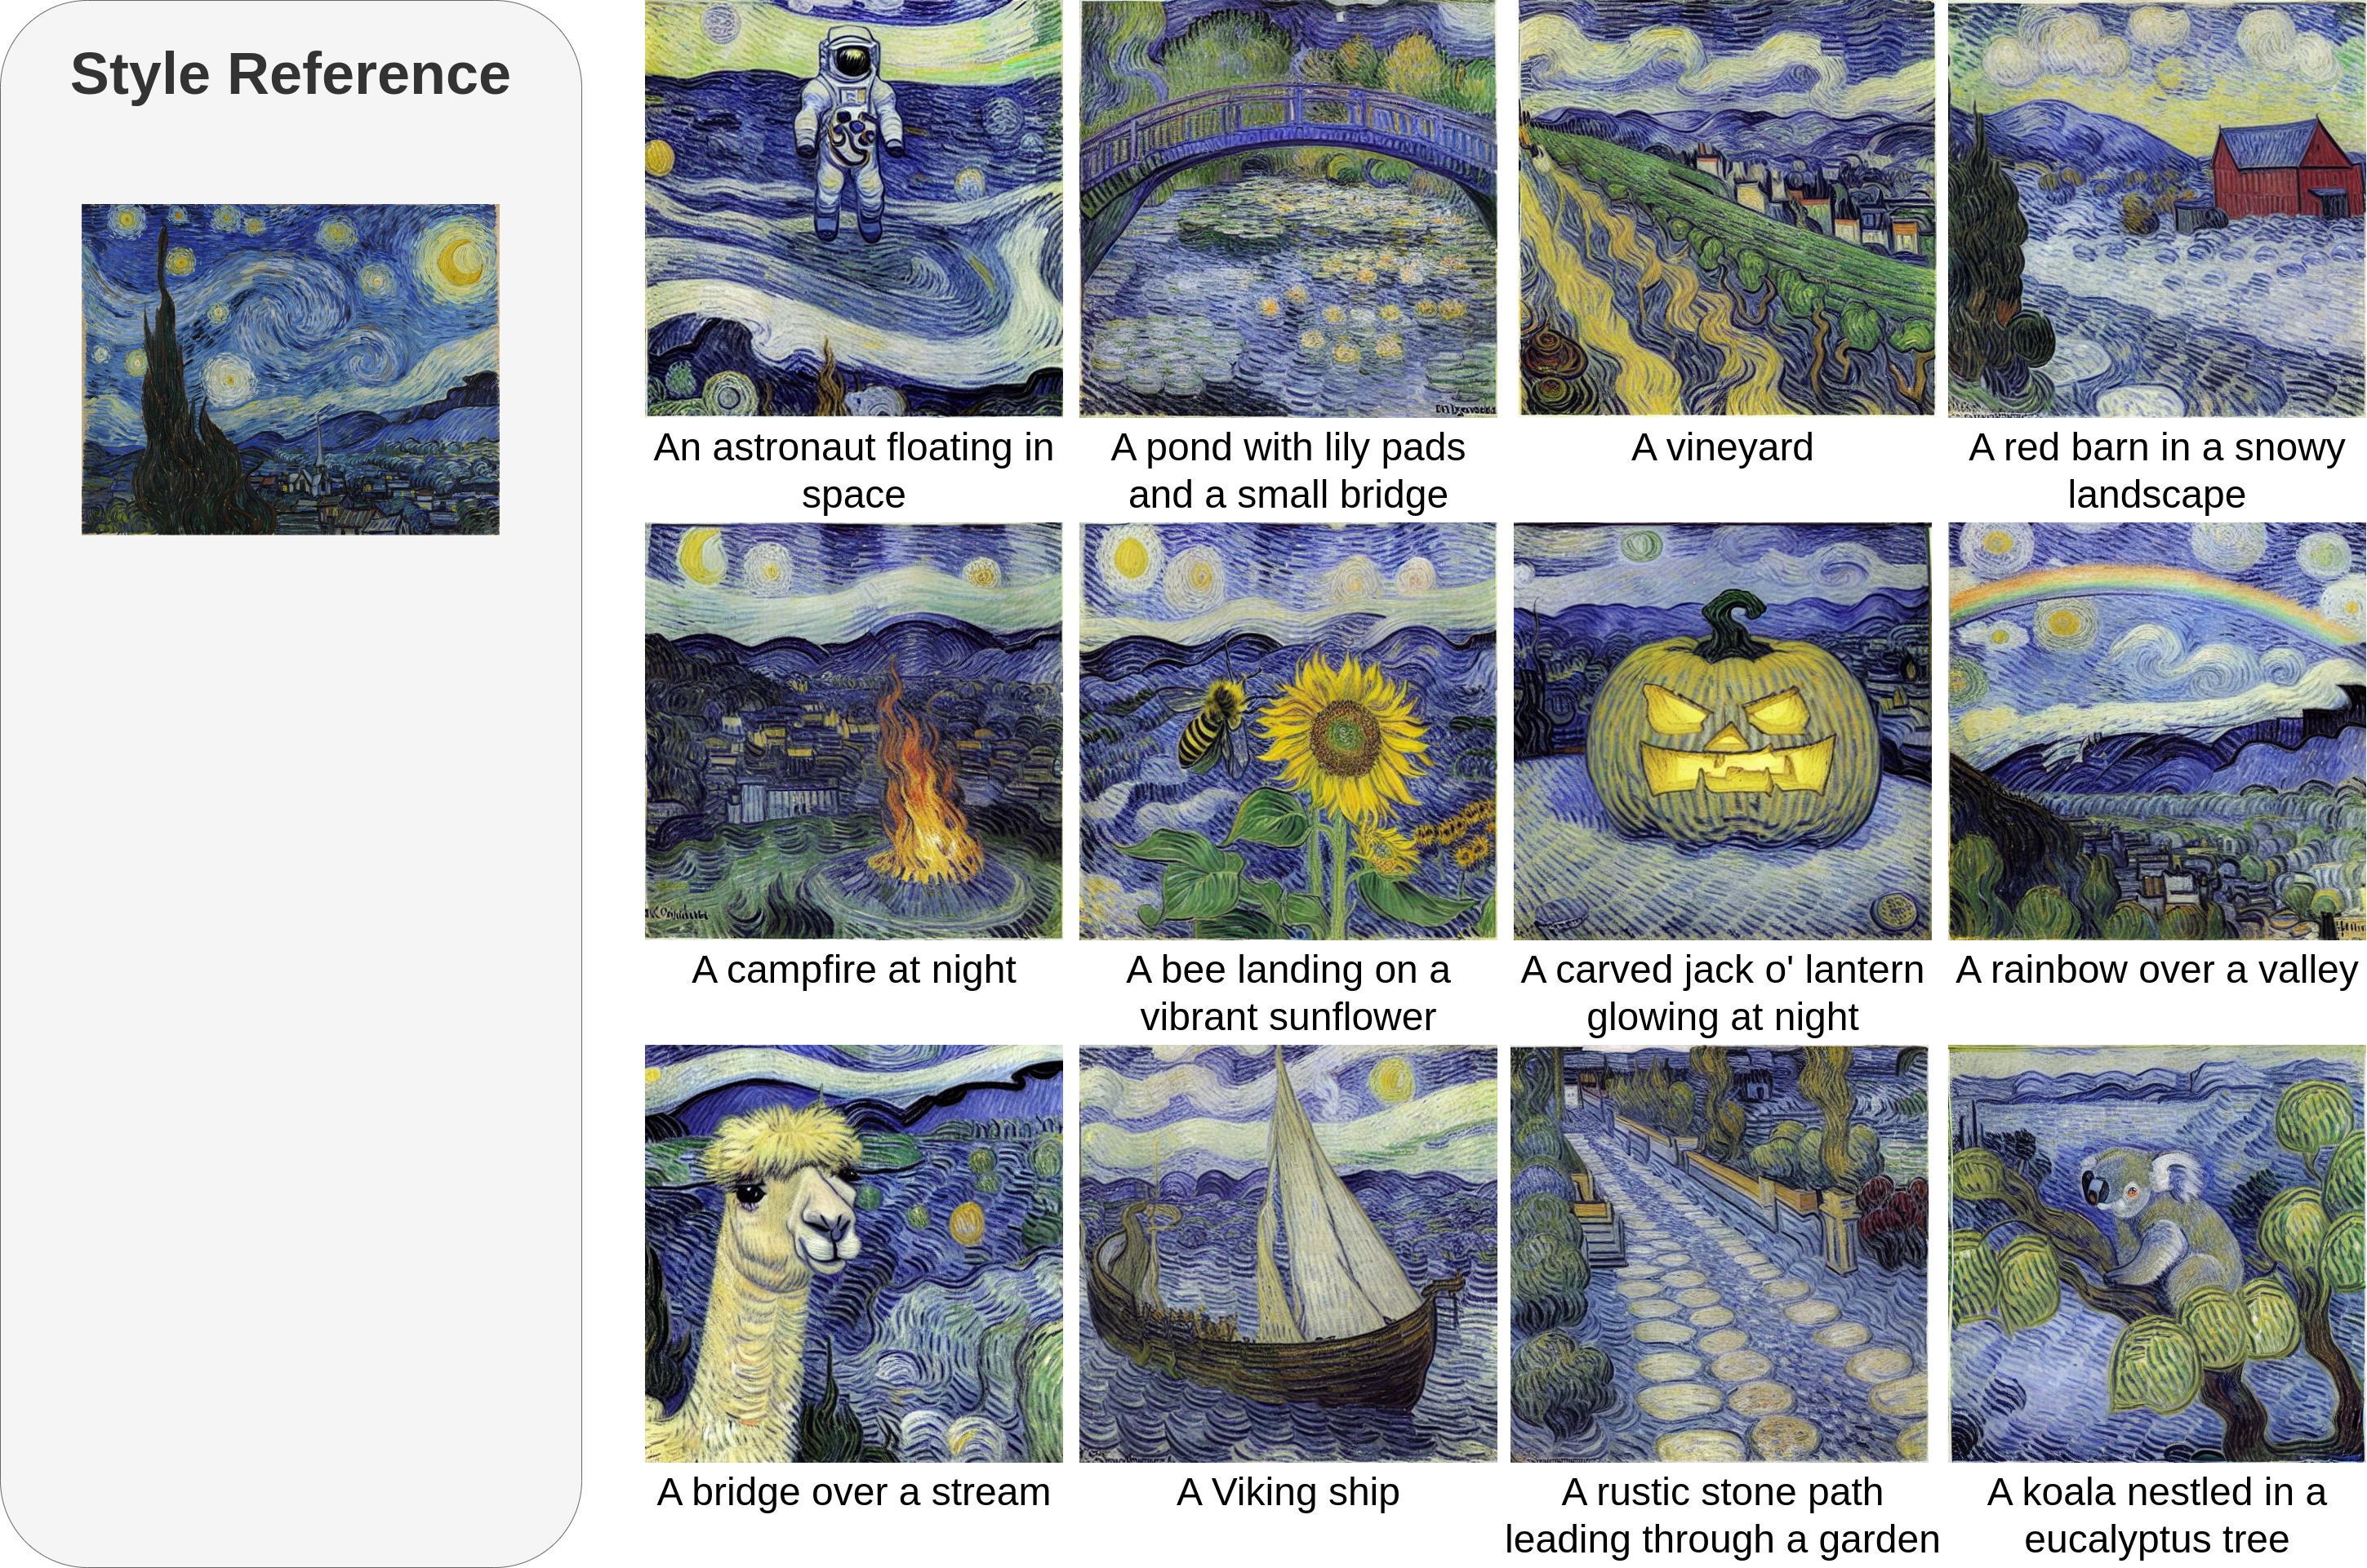 Style Reference
An astronaut floating in
space
A pond with lily pads
and a small bridge
A vineyard
A red barn in a snowy
landscape
A campfire at night
A bee landing on a
vibrant sunflower
A carved jack o' lantern
glowing at night
A rainbow over a valley
A bridge over a stream
A Viking ship
A rustic stone path
leading through a garden
A koala nestled in a
eucalyptus tree